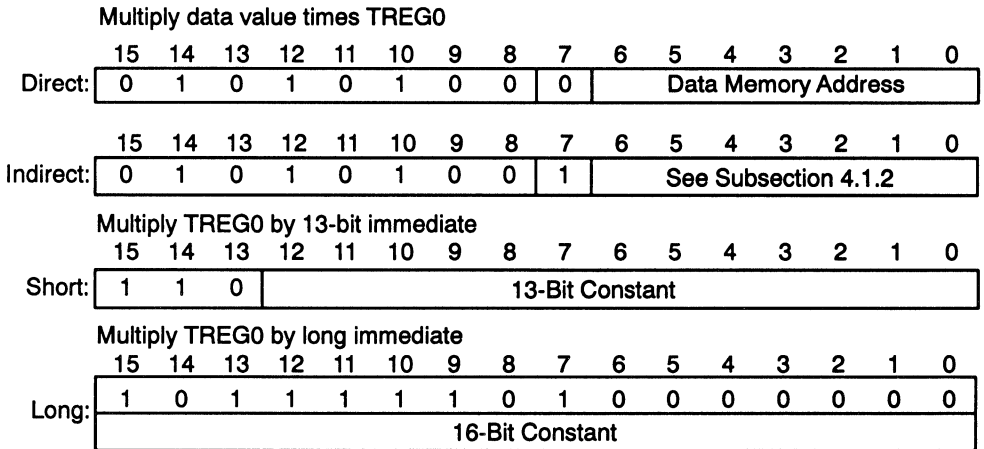 Multiply data value times TREG0
15 14 13 12 11 10 9 8 7 6 5 4 3 2 1 0
Direct: 0 1 0 1 0 1 0 0 0 Data Memory Address
15 14 13 12 11 10 9 8 7 6 5 4 3 2 1 0
Indirect: 0 1 0 1 0 1 0 0 1 See Subsection 4.1.2
Multiply TREG0 by 13-bit immediate
15 14 13 12 11 10 9 8 7 6 5 4 3 2 1 0
Short: 1 1 0 13-Bit Constant
Multiply TREG0 by long immediate
15 14 13 12 11 10 9 8 7 6 5 4 3 2 1 0
Long: 1 0 1 1 1 1 1 0 1 0 0 0 0 0 0 0
16-Bit Constant